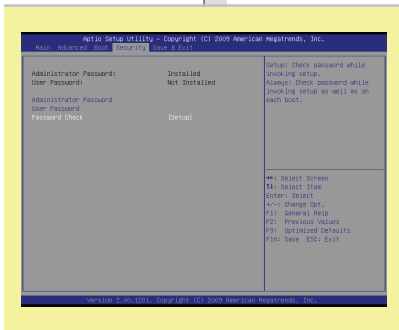 Aptio Setup Utility – Copyright (C) 2009 American Megatrends, Inc.
Main Advanced Boot Security Save & Exit
Administrator Password: Installed
User Password: Not Installed
Administrator Password
User Password
Password Check [Setup]
Setup: Check password while
invoking setup.
Always: Check password while
invoking setup as well as on
each boot.
↔: Select Screen
↑↓: Select Item
Enter: Select
+/-: Change Opt.
F1: General Help
F2: Previous Values
F9: Optimized Defaults
F10: Save ESC: Exit
Version 2.00.1201. Copyright (C) 2009 American Megatrends, Inc.